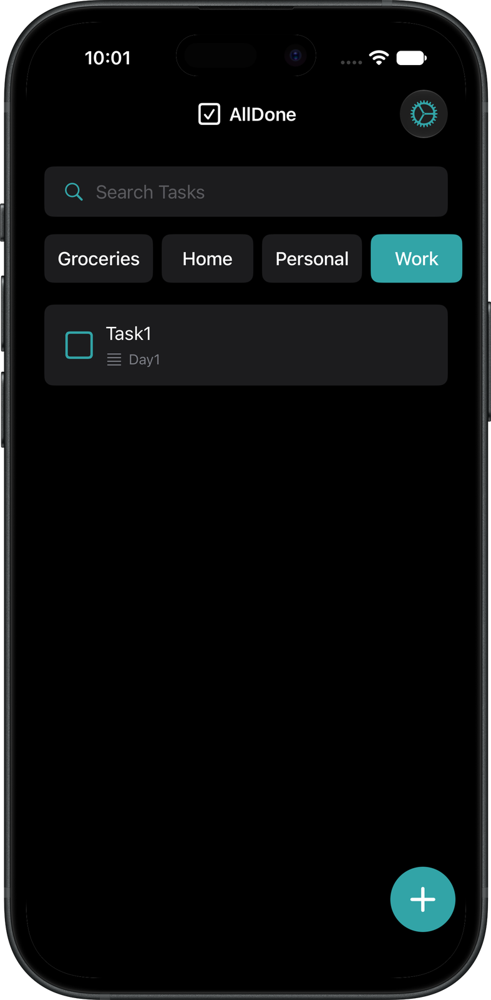 10:01
AllDone
Search Tasks
Groceries Home Personal Work
Task1
Day1